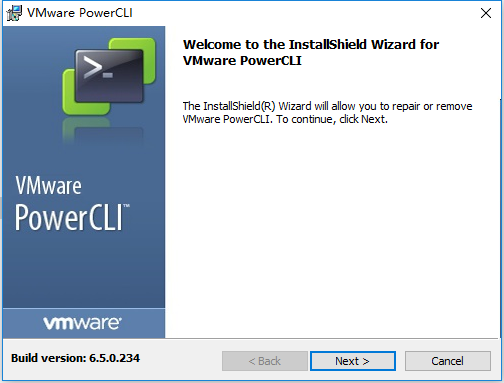 VMware PowerCLI
Welcome to the InstallShield Wizard for
VMware PowerCLI
The InstallShield(R) Wizard will allow you to repair or remove
VMware PowerCLI. To continue, click Next.
>_
VMware
PowerCLI™
vmware®
Build version: 6.5.0.234
< Back
Next >
Cancel